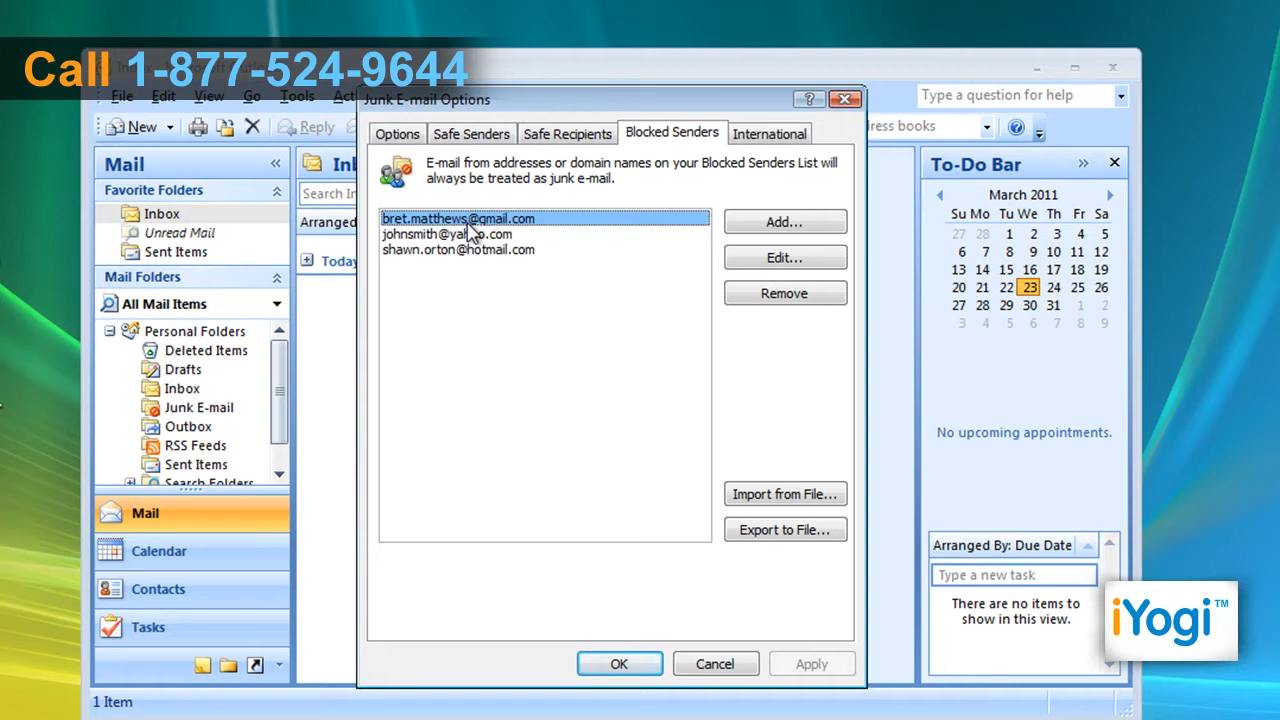 Call 1-877-524-9644
File Edit View Go Tools
Type a question for help
New
Reply
Junk E-mail Options
Options
Safe Senders
Safe Recipients
Blocked Senders
International
E-mail from addresses or domain names on your Blocked Senders List will
always be treated as junk e-mail.
bret.matthews@gmail.com
shawn.orton@hotmail.com
Add...
Edit...
Remove
Import from File...
Export to File...
OK
Cancel
Apply
Mail
Favorite Folders
Inbox
Unread Mail
Sent Items
Mail Folders
All Mail Items
Personal Folders
Deleted Items
Drafts
Inbox
Junk E-mail
Outbox
RSS Feeds
Sent Items
Search Folders
Mail
Calendar
Contacts
Tasks
1 Item
Search In
Arranged
Today
books
To-Do Bar
March 2011
Su Mo Tu We Th Fr Sa
27 28 1 2 3 4 5
6 7 8 9 10 11 12
13 14 15 16 17 18 19
20 21 22 23 24 25 26
27 28 29 30 31 1 2
3 4 5 6 7 8 9
No upcoming appointments.
Arranged By: Due Date
Type a new task
There are no items to
show in this view.
iYogi™